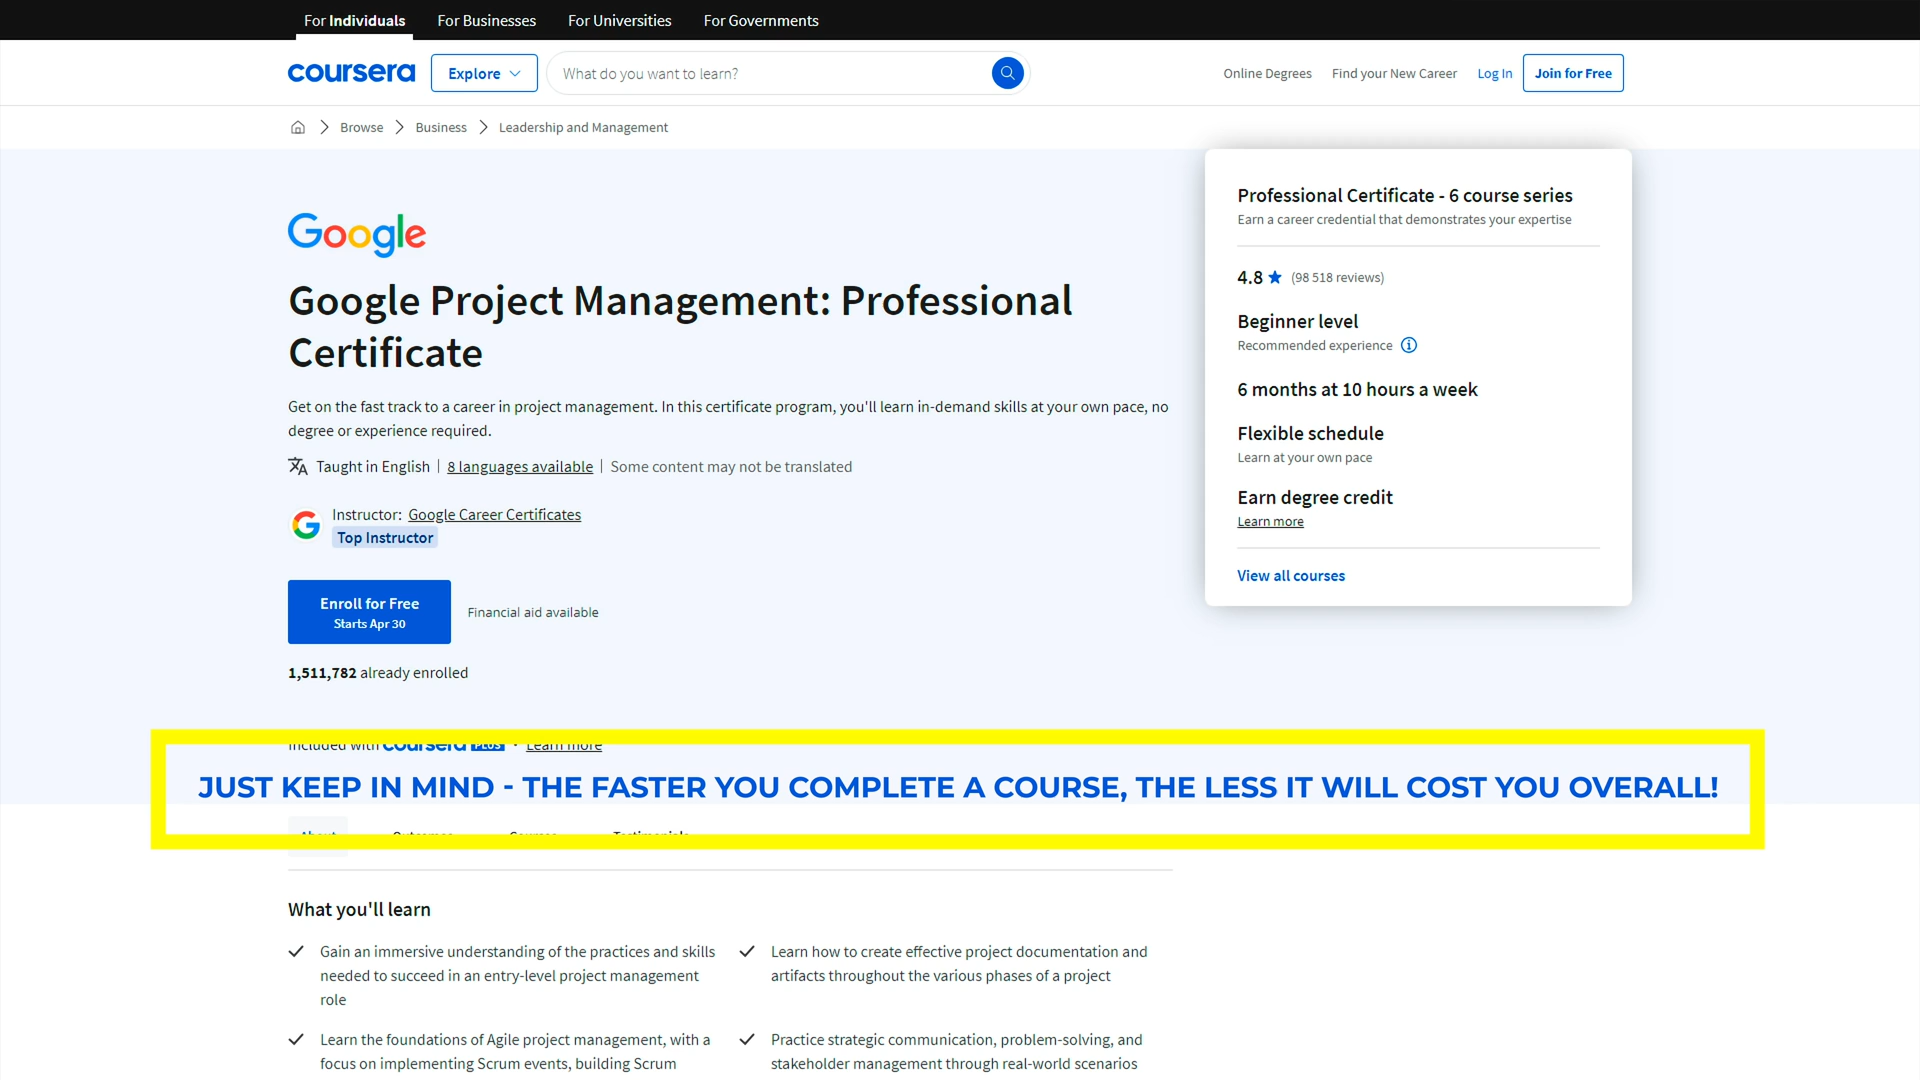 For Individuals
For Businesses
For Universities
For Governments
coursera
Explore
What do you want to learn?
Online Degrees
Find your New Career
Log In
Join for Free
Browse
Business
Leadership and Management
Google
Google Project Management: Professional
Certificate
Get on the fast track to a career in project management. In this certificate program, you'll learn in-demand skills at your own pace, no
degree or experience required.
Taught in English | 8 languages available | Some content may not be translated
Instructor: Google Career Certificates
Top Instructor
Enroll for Free
Starts Apr 30
Financial aid available
1,511,782 already enrolled
Professional Certificate - 6 course series
Earn a career credential that demonstrates your expertise
4.8 ★ (98 518 reviews)
Beginner level
Recommended experience
6 months at 10 hours a week
Flexible schedule
Learn at your own pace
Earn degree credit
Learn more
View all courses
Included with coursera PLUS · Learn more
JUST KEEP IN MIND - THE FASTER YOU COMPLETE A COURSE, THE LESS IT WILL COST YOU OVERALL!
About
Outcomes
Courses
Testimonials
What you'll learn
Gain an immersive understanding of the practices and skills
needed to succeed in an entry-level project management
role
Learn how to create effective project documentation and
artifacts throughout the various phases of a project
Learn the foundations of Agile project management, with a
focus on implementing Scrum events, building Scrum
Practice strategic communication, problem-solving, and
stakeholder management through real-world scenarios